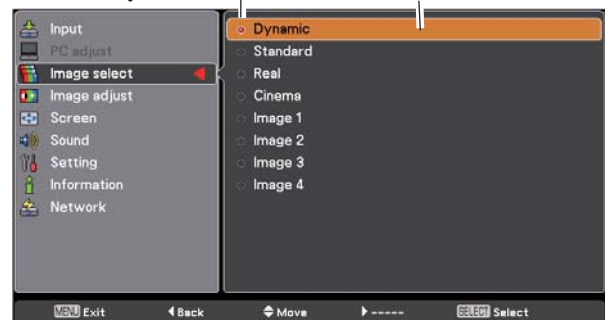 Input
PC adjust
Image select
Image adjust
Screen
Sound
Setting
Information
Network
Dynamic
Standard
Real
Cinema
Image 1
Image 2
Image 3
Image 4
MENU Exit Back Move ----- SELECT Select